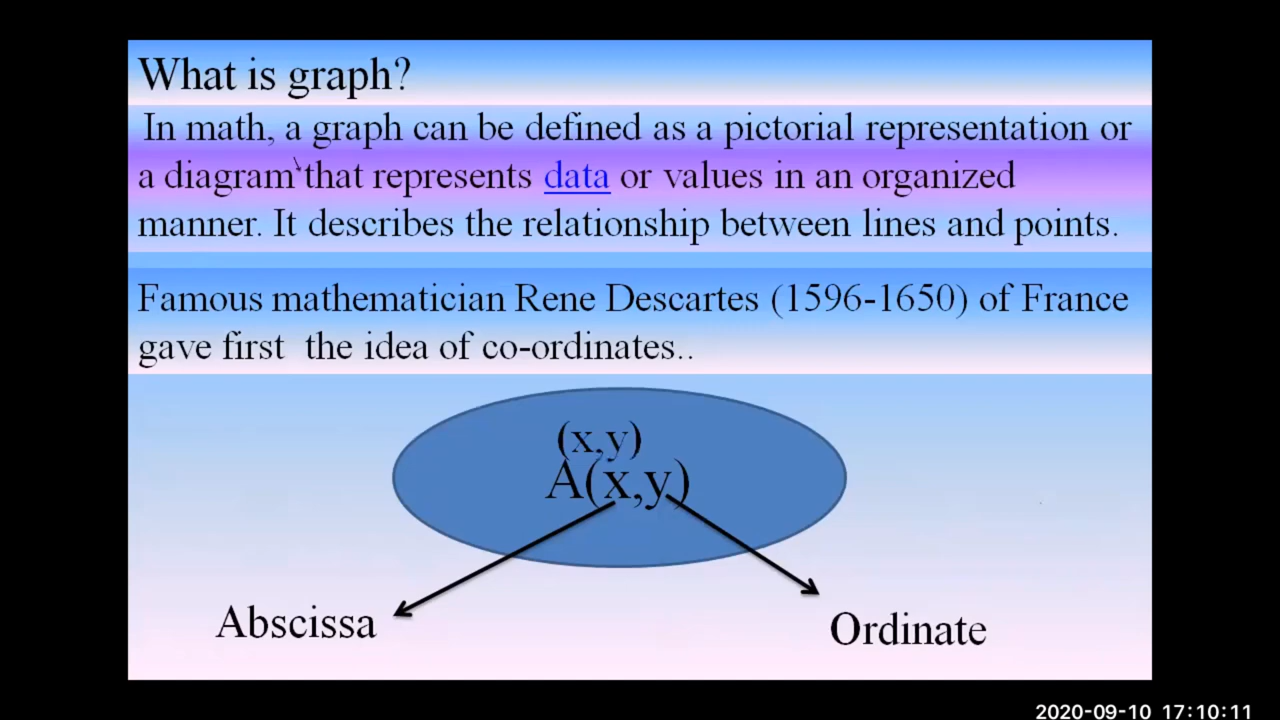 What is graph?
In math, a graph can be defined as a pictorial representation or
a diagram that represents data or values in an organized
manner. It describes the relationship between lines and points.
Famous mathematician Rene Descartes (1596-1650) of France
gave first the idea of co-ordinates..
(x,y)
A(x,y)
Abscissa
Ordinate
2020-09-10 17:10:11